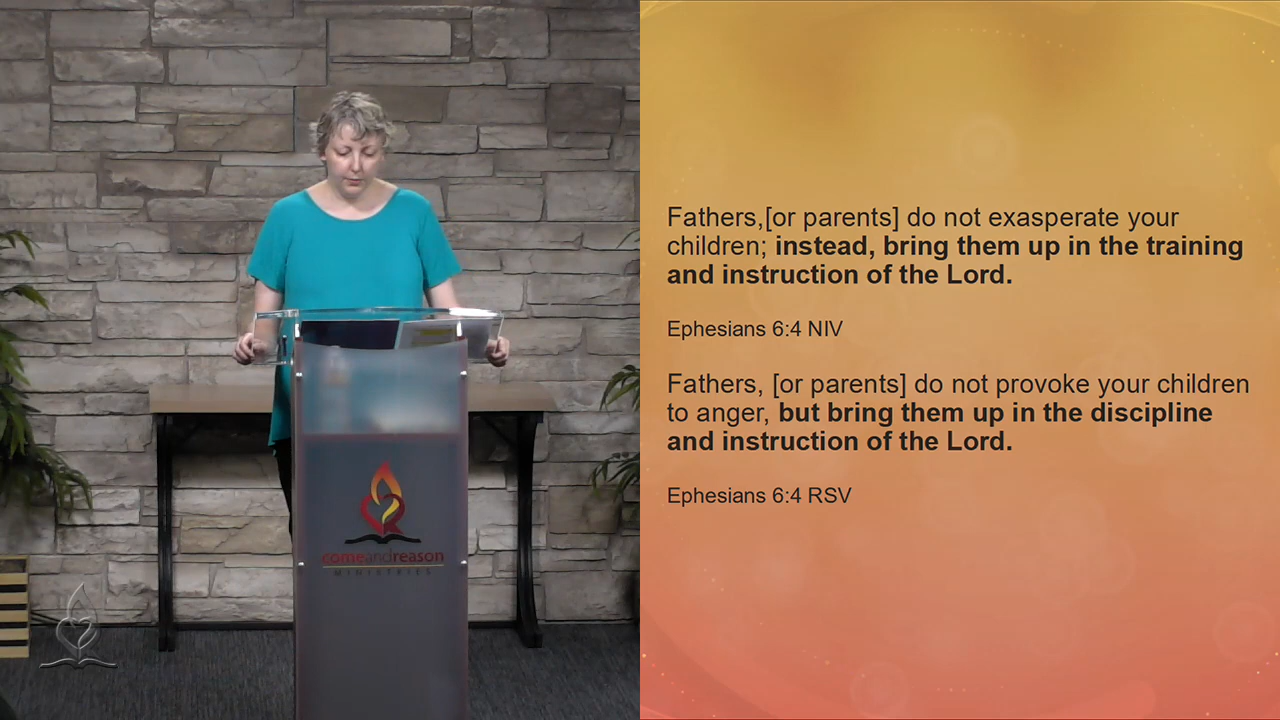 Fathers,[or parents] do not exasperate your
children; instead, bring them up in the training
and instruction of the Lord.
Ephesians 6:4 NIV
Fathers, [or parents] do not provoke your children
to anger, but bring them up in the discipline
and instruction of the Lord.
Ephesians 6:4 RSV
comeandreason
MINISTRIES